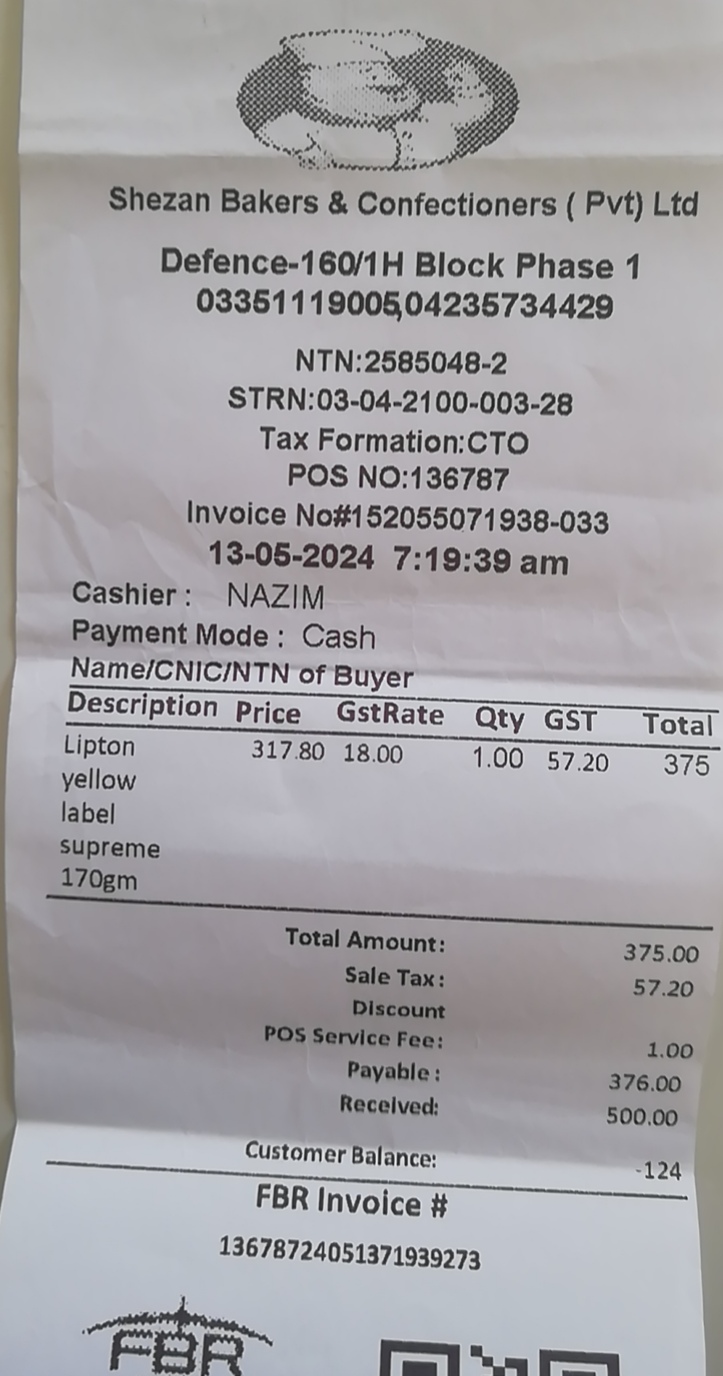 Shezan Bakers & Confectioners ( Pvt) Ltd
Defence-160/1H Block Phase 1
03351119005,04235734429
NTN:2585048-2
STRN:03-04-2100-003-28
Tax Formation:CTO
POS NO:136787
Invoice No#152055071938-033
13-05-2024 7:19:39 am
Cashier : NAZIM
Payment Mode : Cash
Name/CNIC/NTN of Buyer
Description Price GstRate Qty GST Total
Lipton 317.80 18.00 1.00 57.20 375
yellow
label
supreme
170gm
Total Amount: 375.00
Sale Tax: 57.20
Discount
POS Service Fee: 1.00
Payable : 376.00
Received: 500.00
Customer Balance: -124
FBR Invoice #
13678724051371939273
FBR